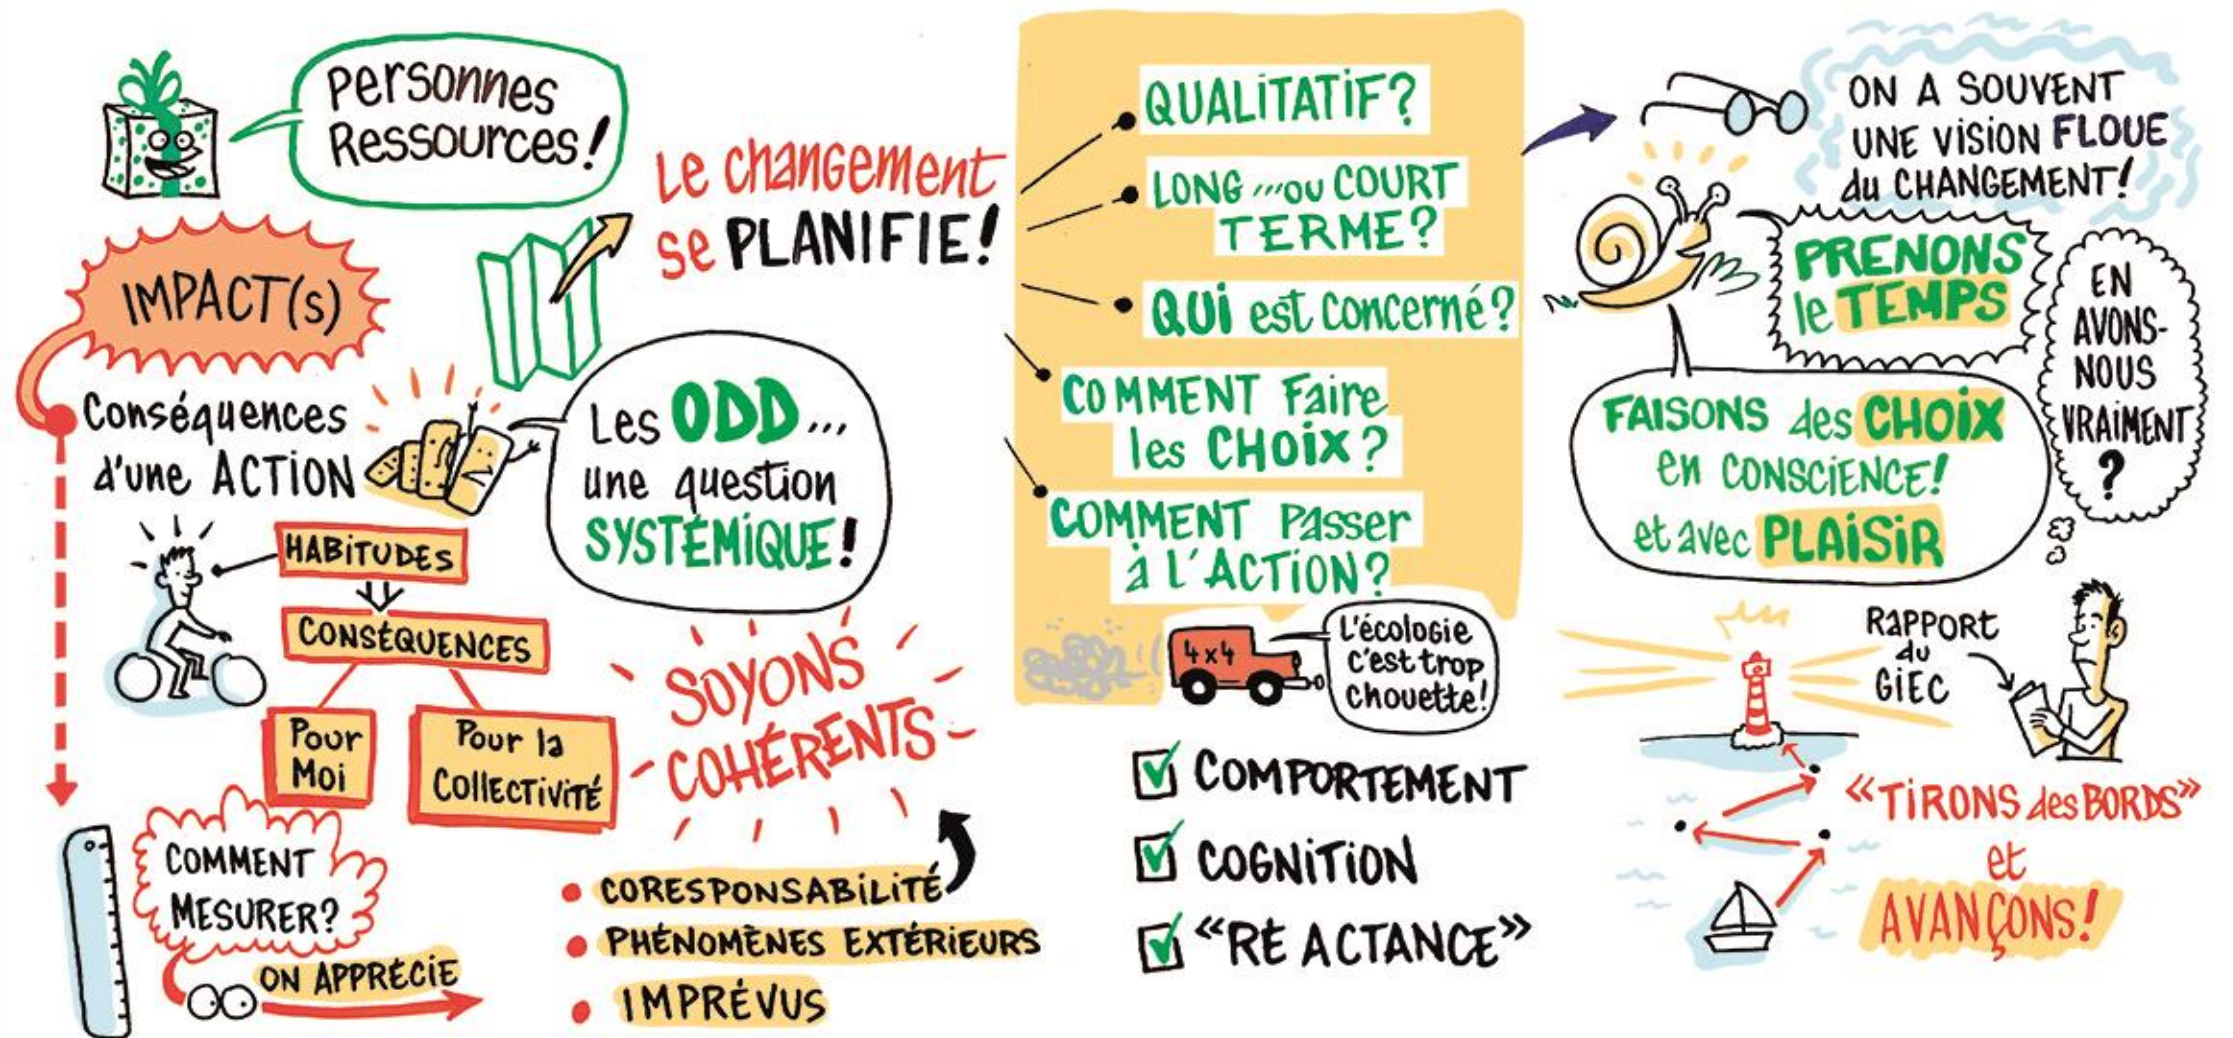 Personnes
Ressources!
Le changement
se PLANIFIE!
IMPACT(s)
Conséquences
d'une ACTION
Les ODD...
une question
SYSTÉMIQUE!
HABITUDES
CONSÉQUENCES
Pour
Moi
Pour la
Collectivité
SOYONS
COHÉRENTS
COMMENT
MESURER?
ON APPRÉCIE
CORESPONSABILITÉ
PHÉNOMÈNES EXTÉRIEURS
IMPRÉVUS
QUALITATIF?
LONG ...OU COURT
TERME?
QUI est concerné?
COMMENT Faire
les CHOIX?
COMMENT Passer
à L'ACTION?
4x4
L'écologie
c'est trop
chouette!
COMPORTEMENT
COGNITION
"RÉ ACTANCE"
ON A SOUVENT
UNE VISION FLOUE
du CHANGEMENT!
PRENONS
le TEMPS
EN
AVONS-
NOUS
VRAIMENT
?
FAISONS des CHOIX
en CONSCIENCE!
et avec PLAISIR
RAPPORT
du
GIEC
«TIRONS des BORDS»
et
AVANÇONS!